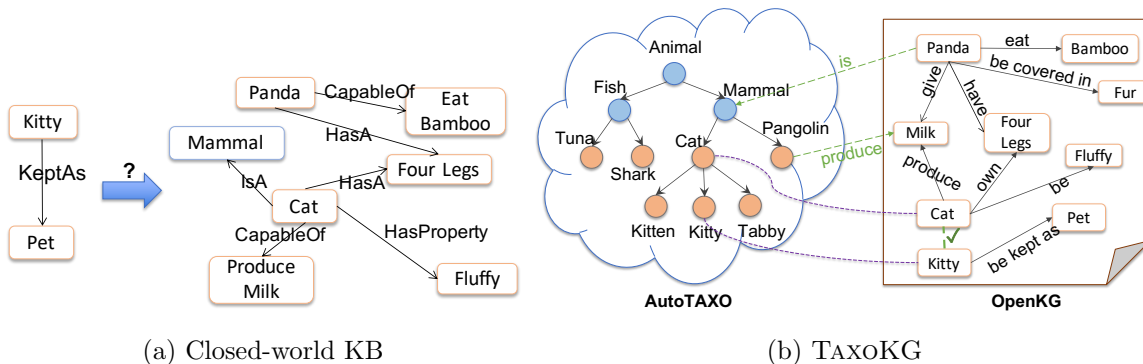 Kitty
KeptAs
Pet
?
Panda
CapableOf
Eat
Bamboo
HasA
Mammal
Four Legs
IsA
HasA
Cat
CapableOf
HasProperty
Produce
Milk
Fluffy
(a) Closed-world KB
Animal
Fish
Mammal
Tuna
Shark
Cat
Pangolin
Kitten
Kitty
Tabby
AutoTAXO
is
produce
Panda
eat
Bamboo
be covered in
Fur
give
have
Milk
Four
Legs
Fluffy
produce
own
be
Cat
Pet
Kitty
be kept as
OpenKG
(b) TAXOKG